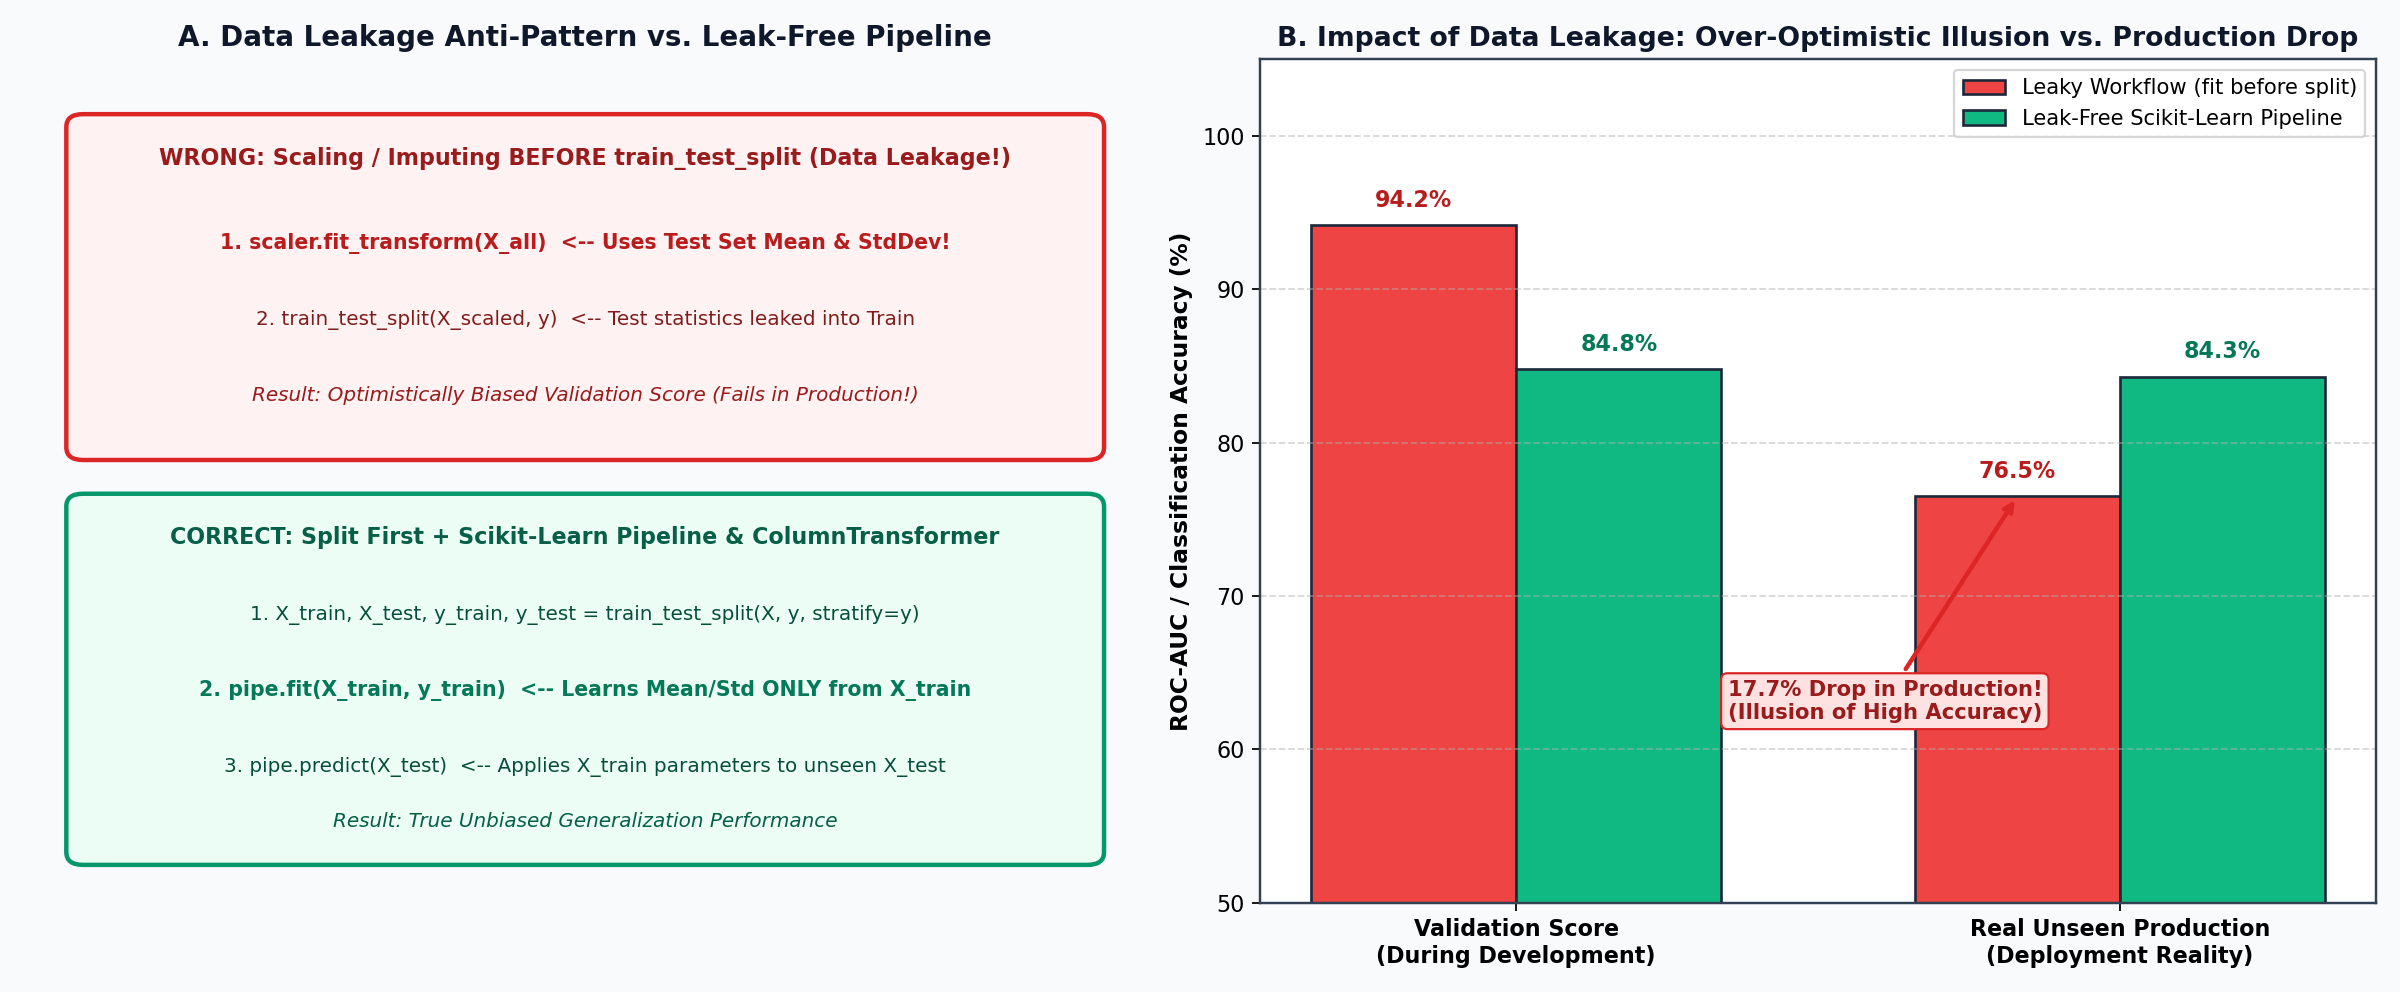 A. Data Leakage Anti-Pattern vs. Leak-Free Pipeline
WRONG: Scaling / Imputing BEFORE train_test_split (Data Leakage!)
1. scaler.fit_transform(X_all)  <-- Uses Test Set Mean & StdDev!
2. train_test_split(X_scaled, y)  <-- Test statistics leaked into Train
Result: Optimistically Biased Validation Score (Fails in Production!)
CORRECT: Split First + Scikit-Learn Pipeline & ColumnTransformer
1. X_train, X_test, y_train, y_test = train_test_split(X, y, stratify=y)
2. pipe.fit(X_train, y_train)  <-- Learns Mean/Std ONLY from X_train
3. pipe.predict(X_test)  <-- Applies X_train parameters to unseen X_test
Result: True Unbiased Generalization Performance
B. Impact of Data Leakage: Over-Optimistic Illusion vs. Production Drop
Leaky Workflow (fit before split)
Leak-Free Scikit-Learn Pipeline
ROC-AUC / Classification Accuracy (%)
100
90
80
70
60
50
94.2%
84.8%
76.5%
84.3%
17.7% Drop in Production!
(Illusion of High Accuracy)
Validation Score
(During Development)
Real Unseen Production
(Deployment Reality)